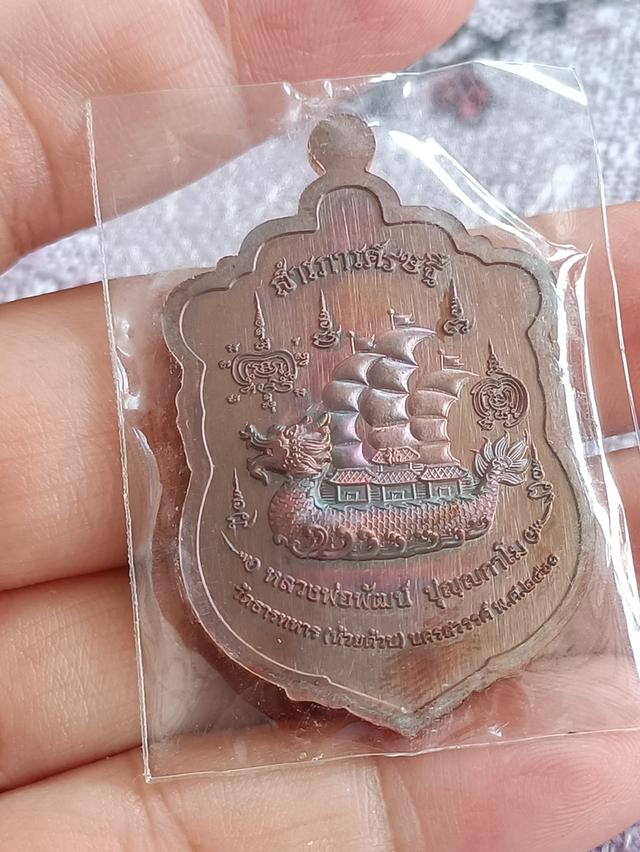 สำเภาเศรษฐี
หลวงพ่อพัฒน์ ปุญฺญกาโม
วัดธารทหาร (ห้วยด้วน) นครสวรรค์ พ.ศ.